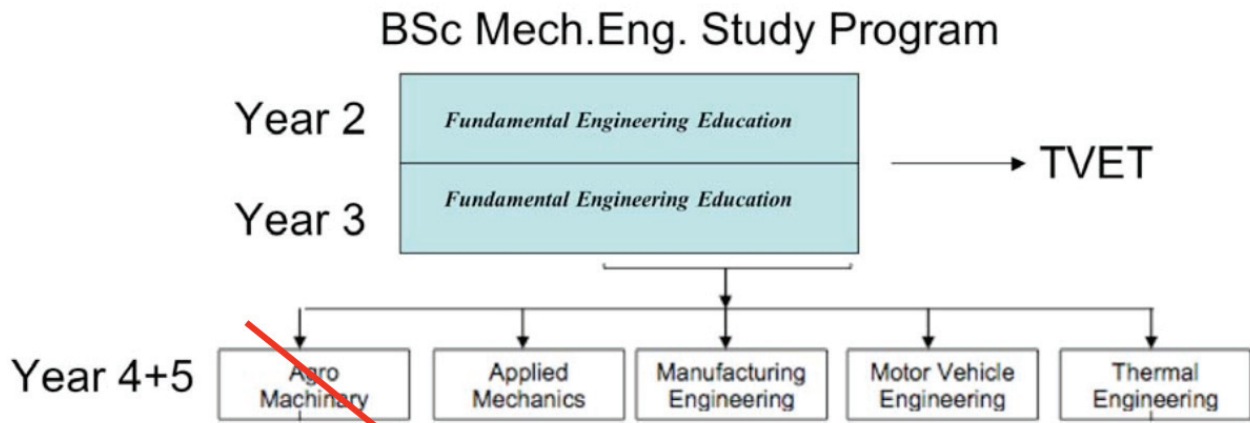 BSc Mech.Eng. Study Program
Year 2
Fundamental Engineering Education
TVET
Year 3
Fundamental Engineering Education
Year 4+5
Agro
Machinary
Applied
Mechanics
Manufacturing
Engineering
Motor Vehicle
Engineering
Thermal
Engineering